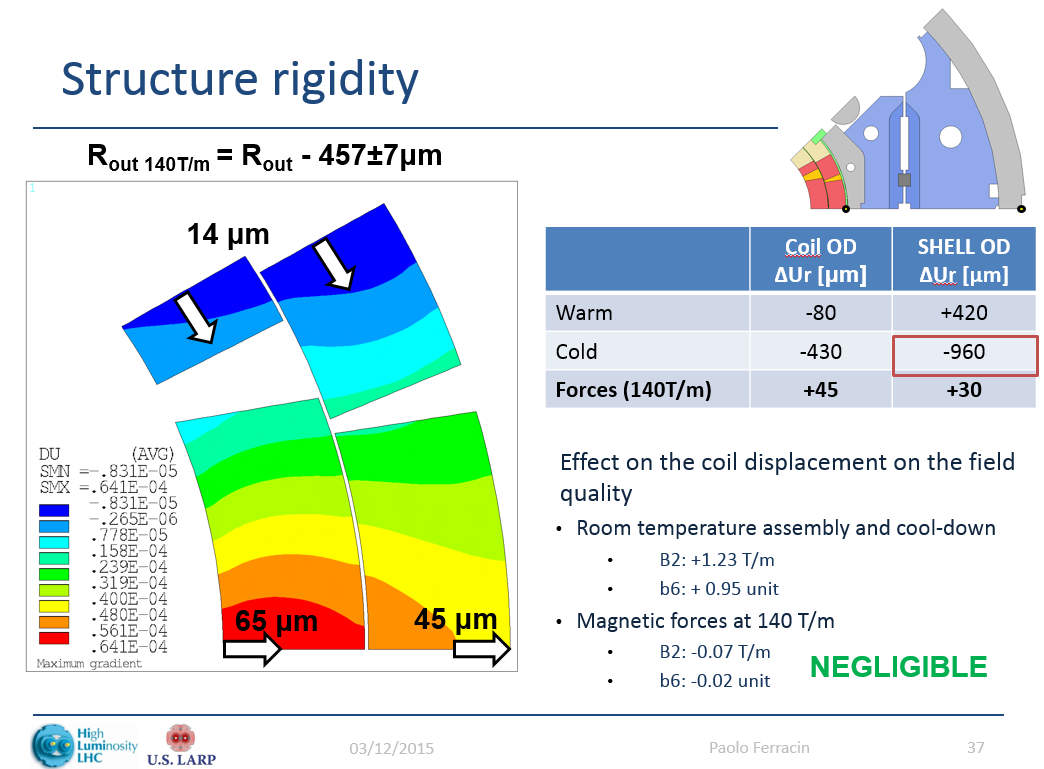 Structure rigidity
Rout 140T/m = Rout - 457±7µm
1
14 µm
DU (AVG)
SMN =-.831E-05
SMX =.641E-04
-.831E-05
-.265E-06
.778E-05
.158E-04
.239E-04
.319E-04
.400E-04
.480E-04
.561E-04
.641E-04
65 µm
45 µm
Maximum gradient
Coil OD SHELL OD
ΔUr [µm] ΔUr [µm]
Warm -80 +420
Cold -430 -960
Forces (140T/m) +45 +30
Effect on the coil displacement on the field
quality
• Room temperature assembly and cool-down
• B2: +1.23 T/m
• b6: + 0.95 unit
• Magnetic forces at 140 T/m
• B2: -0.07 T/m
• b6: -0.02 unit
NEGLIGIBLE
High
Luminosity
LHC
U.S. LARP
03/12/2015
Paolo Ferracin
37